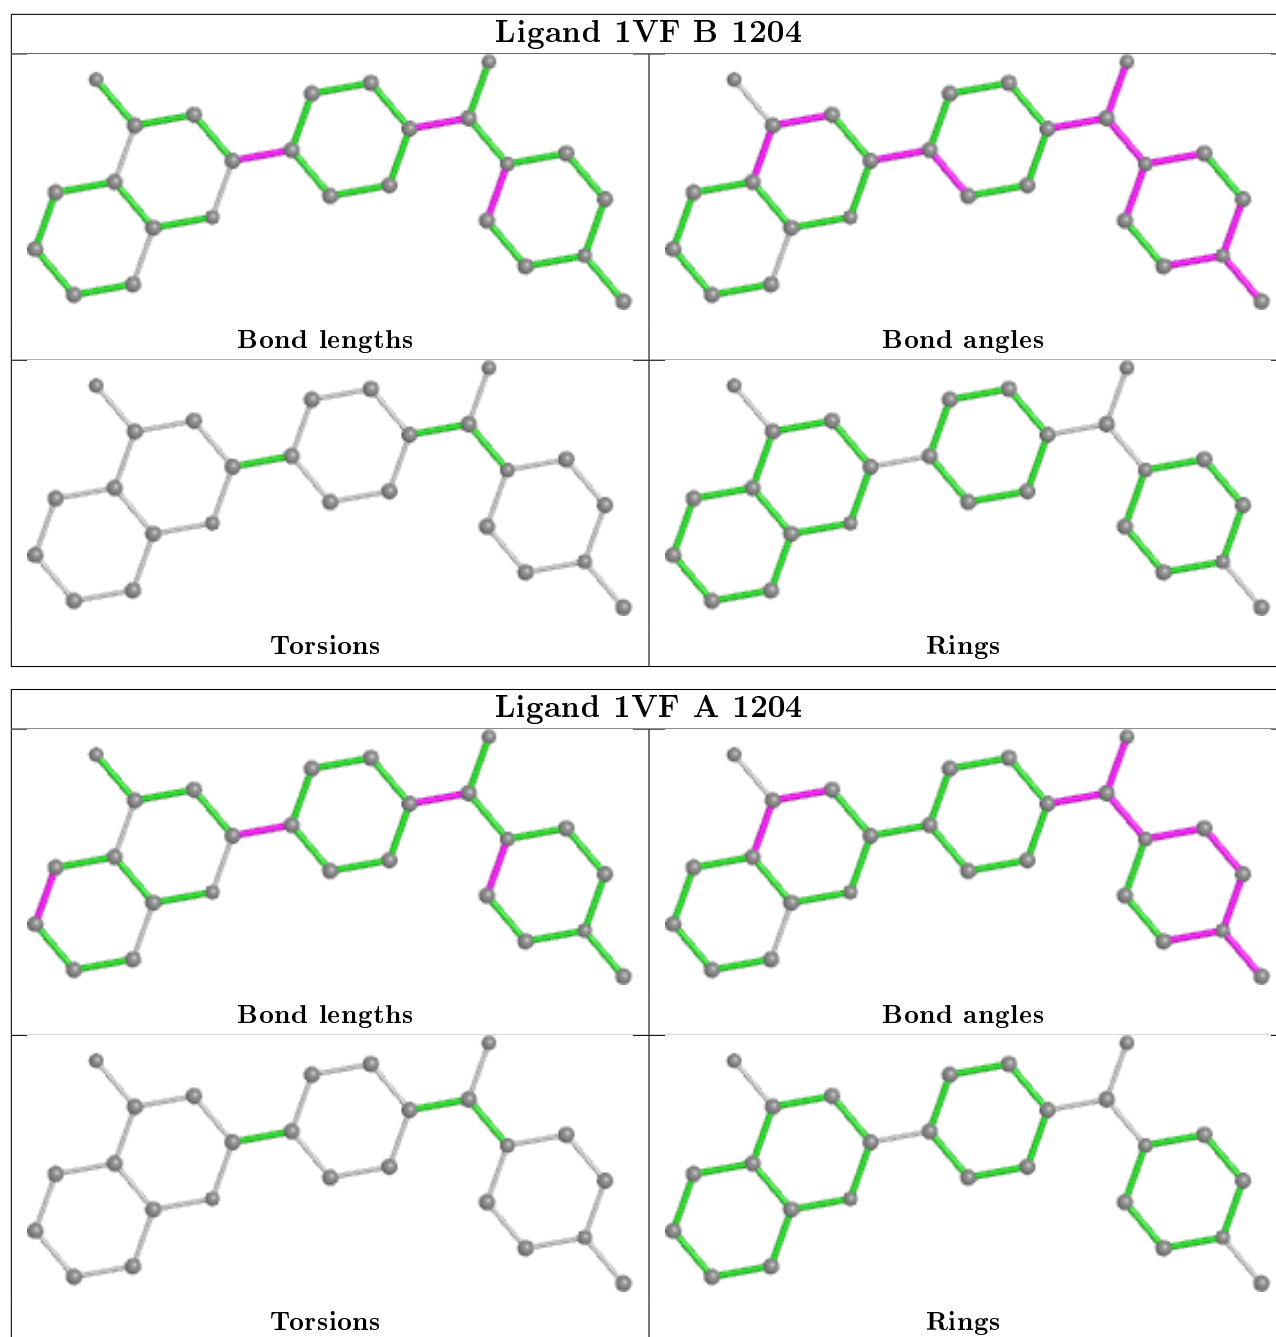 Ligand 1VF B 1204
Bond lengths
Bond angles
Torsions
Rings
Ligand 1VF A 1204
Bond lengths
Bond angles
Torsions
Rings